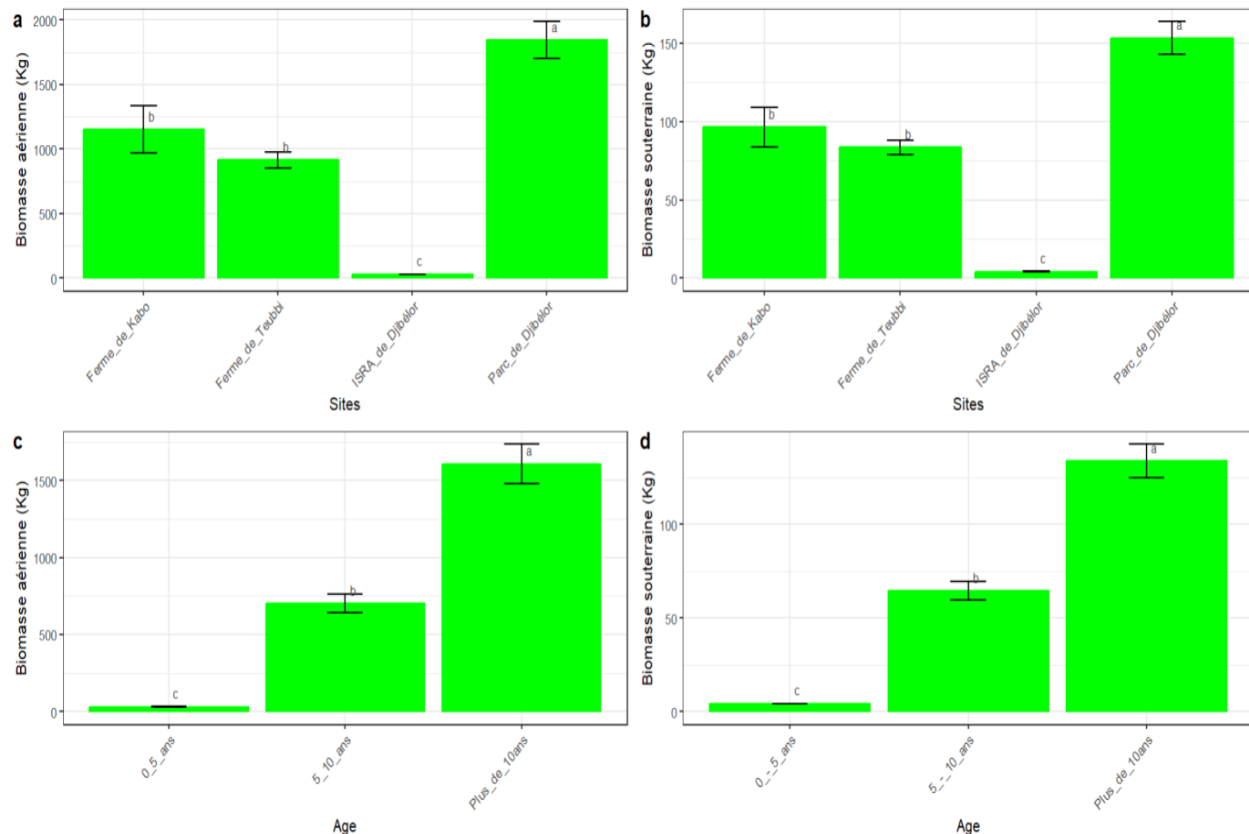 a
Biomasse aérienne (Kg)
2000
1500
1000
500
0
b
b
c
a
Ferme_de_Kabo
Ferme_de_Teubbi
ISRA_de_Djibélor
Parc_de_Djibélor
Sites
b
Biomasse souterraine (Kg)
150
100
50
0
b
b
c
a
Ferme_de_Kabo
Ferme_de_Teubbi
ISRA_de_Djibélor
Parc_de_Djibélor
Sites
c
Biomasse aérienne (Kg)
1500
1000
500
0
c
b
a
0_5_ans
5_10_ans
Plus_de_10ans
Age
d
Biomasse souterraine (Kg)
100
50
0
c
b
a
0_-_5_ans
5_-_10_ans
Plus_de_10ans
Age